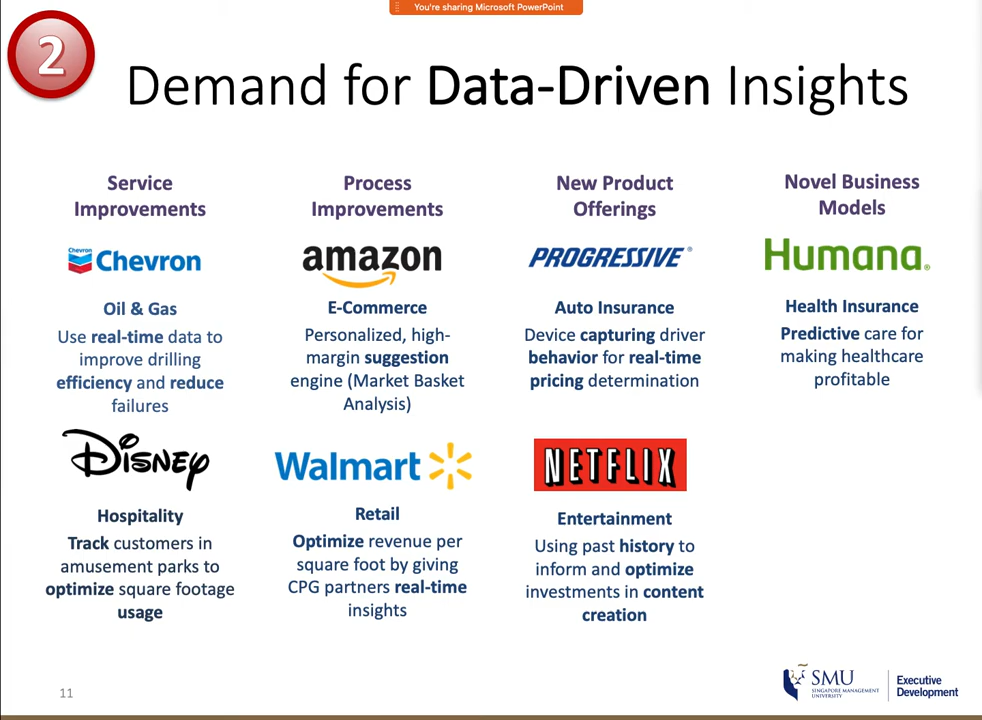 You're sharing Microsoft PowerPoint
2
Demand for Data-Driven Insights
Service
Improvements
Chevron
Chevron
Oil & Gas
Use real-time data to
improve drilling
efficiency and reduce
failures
Disney
Hospitality
Track customers in
amusement parks to
optimize square footage
usage
Process
Improvements
amazon
E-Commerce
Personalized, high-
margin suggestion
engine (Market Basket
Analysis)
Walmart
Retail
Optimize revenue per
square foot by giving
CPG partners real-time
insights
New Product
Offerings
PROGRESSIVE®
Auto Insurance
Device capturing driver
behavior for real-time
pricing determination
NETFLIX
Entertainment
Using past history to
inform and optimize
investments in content
creation
Novel Business
Models
Humana®
Health Insurance
Predictive care for
making healthcare
profitable
11
SMU
SINGAPORE MANAGEMENT
UNIVERSITY
Executive
Development